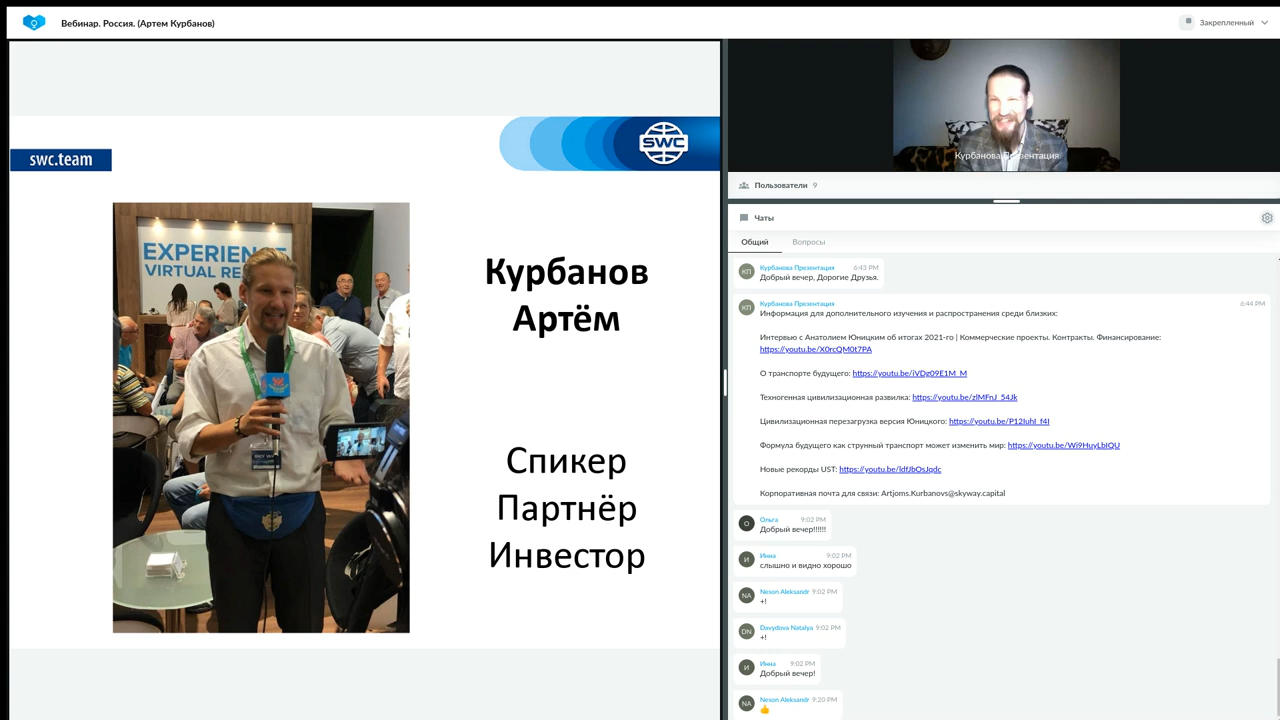 Вебинар. Россия. (Артем Курбанов)
Закрепленный
swc.team
SWC
EXPERIENCE
VIRTUAL RE
Курбанов
Артём
Спикер
Партнёр
Инвестор
Курбанова Презентация
Пользователи 9
Чаты
Общий Вопросы
КП
Курбанова Презентация 6:43 PM
Добрый вечер, Дорогие Друзья.
КП
Курбанова Презентация 6:44 PM
Информация для дополнительного изучения и распространения среди близких:
Интервью с Анатолием Юницким об итогах 2021-го | Коммерческие проекты. Контракты. Финансирование:
https://youtu.be/X0rcQM0t7PA
О транспорте будущего: https://youtu.be/iVDg09E1M_M
Техногенная цивилизационная развилка: https://youtu.be/zlMFnJ_54Jk
Цивилизационная перезагрузка версия Юницкого: https://youtu.be/P12IuhI_f4I
Формула будущего как струнный транспорт может изменить мир: https://youtu.be/Wi9HuyLbIQU
Новые рекорды UST: https://youtu.be/ldfJbOsJqdc
Корпоративная почта для связи: Artjoms.Kurbanovs@skyway.capital
О
Ольга 9:02 PM
Добрый вечер!!!!!!
И
Инна 9:02 PM
слышно и видно хорошо
NA
Neson Aleksandr 9:02 PM
+!
DN
Davydova Natalya 9:02 PM
+!
И
Инна 9:02 PM
Добрый вечер!
NA
Neson Aleksandr 9:20 PM
👍